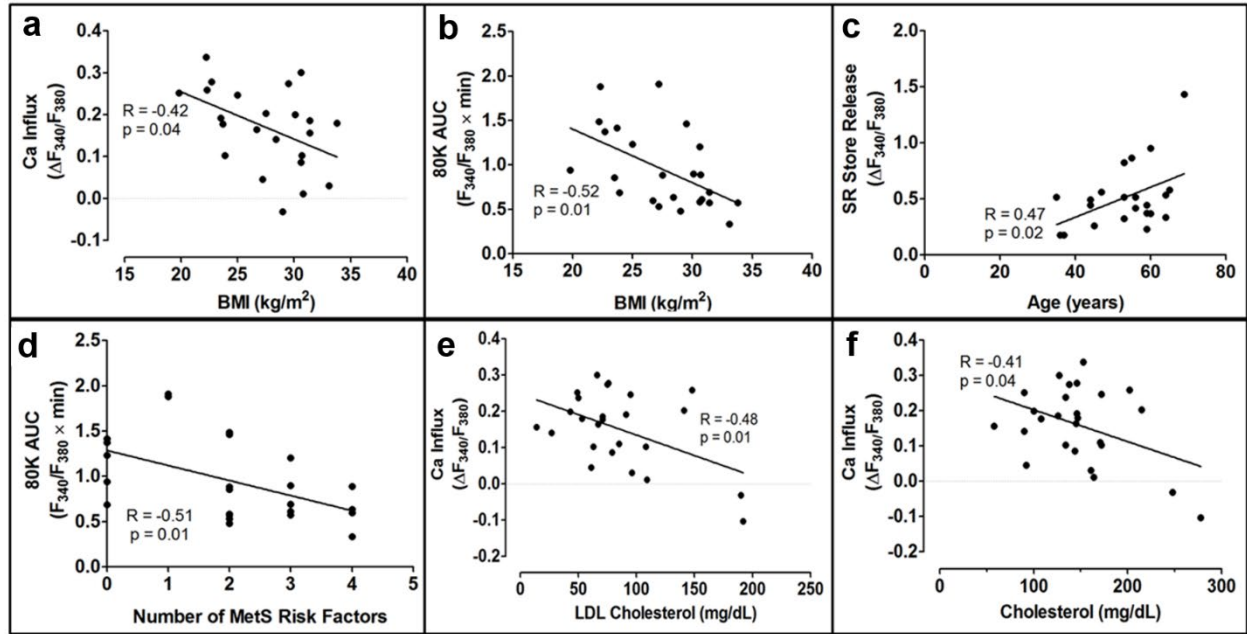 a
Ca Influx
(ΔF340/F380)
0.4
0.3
0.2
0.1
0.0
-0.1
R = -0.42
p = 0.04
15 20 25 30 35 40
BMI (kg/m²)
b
80K AUC
(F340/F380 × min)
2.5
2.0
1.5
1.0
0.5
0.0
R = -0.52
p = 0.01
15 20 25 30 35 40
BMI (kg/m²)
c
SR Store Release
(ΔF340/F380)
2.0
1.5
1.0
0.5
0.0
R = 0.47
p = 0.02
0 20 40 60 80
Age (years)
d
80K AUC
(F340/F380 × min)
2.5
2.0
1.5
1.0
0.5
0.0
R = -0.51
p = 0.01
0 1 2 3 4 5
Number of MetS Risk Factors
e
Ca Influx
(ΔF340/F380)
0.4
0.3
0.2
0.1
0.0
-0.1
-0.2
R = -0.48
p = 0.01
0 50 100 150 200 250
LDL Cholesterol (mg/dL)
f
Ca Influx
(ΔF340/F380)
0.4
0.3
0.2
0.1
0.0
-0.1
-0.2
R = -0.41
p = 0.04
0 100 200 300
Cholesterol (mg/dL)